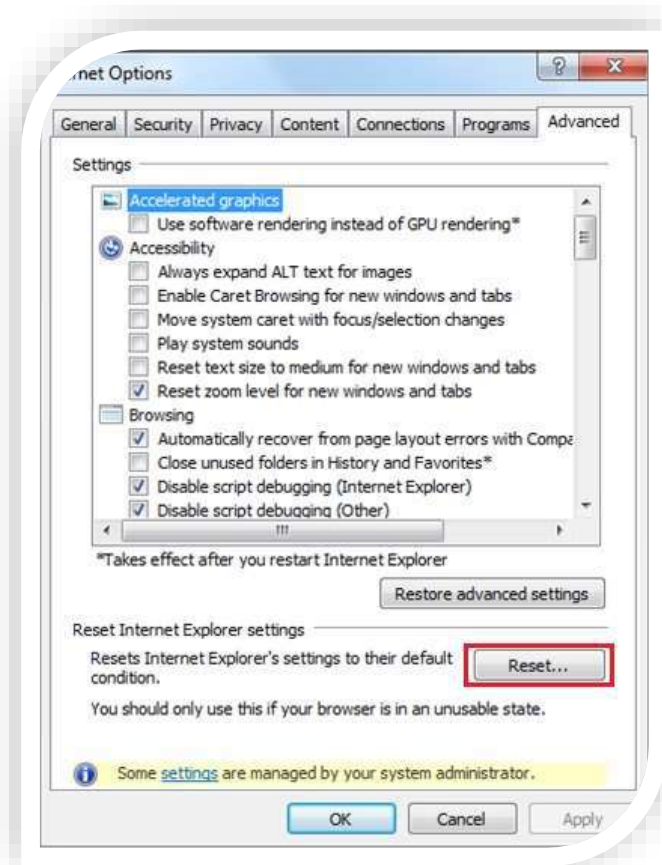 rnet Options
General Security Privacy Content Connections Programs Advanced
Settings
Accelerated graphics
Use software rendering instead of GPU rendering*
Accessibility
Always expand ALT text for images
Enable Caret Browsing for new windows and tabs
Move system caret with focus/selection changes
Play system sounds
Reset text size to medium for new windows and tabs
Reset zoom level for new windows and tabs
Browsing
Automatically recover from page layout errors with Compa
Close unused folders in History and Favorites*
Disable script debugging (Internet Explorer)
Disable script debugging (Other)
*Takes effect after you restart Internet Explorer
Restore advanced settings
Reset Internet Explorer settings
Resets Internet Explorer's settings to their default
condition.
Reset...
You should only use this if your browser is in an unusable state.
Some settings are managed by your system administrator.
OK Cancel Apply